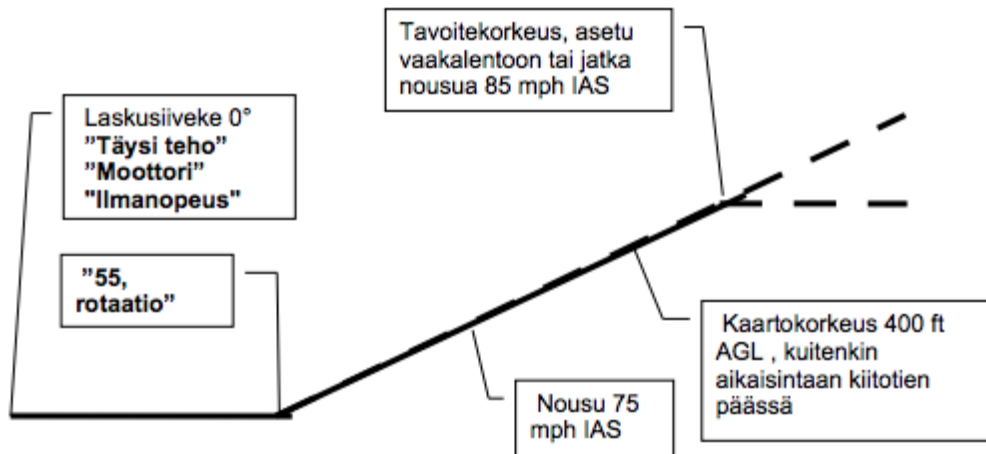 Tavoitekorkeus, asetu
vaakalentoon tai jatka
nousua 85 mph IAS
Laskusiiveke 0°
”Täysi teho”
”Moottori”
"Ilmanopeus"
”55,
rotaatio”
Kaartokorkeus 400 ft
AGL , kuitenkin
aikaisintaan kiitotien
päässä
Nousu 75
mph IAS